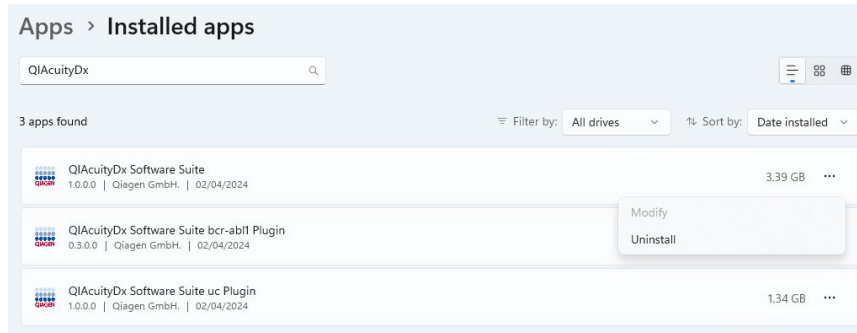 Apps > Installed apps
QIAcuityDx
3 apps found
Filter by: All drives
Sort by: Date installed
QIAGEN
QIAcuityDx Software Suite
1.0.0.0 | Qiagen GmbH. | 02/04/2024
3.39 GB
Modify
Uninstall
QIAGEN
QIAcuityDx Software Suite bcr-abl1 Plugin
0.3.0.0 | Qiagen GmbH. | 02/04/2024
QIAGEN
QIAcuityDx Software Suite uc Plugin
1.0.0.0 | Qiagen GmbH. | 02/04/2024
1.34 GB